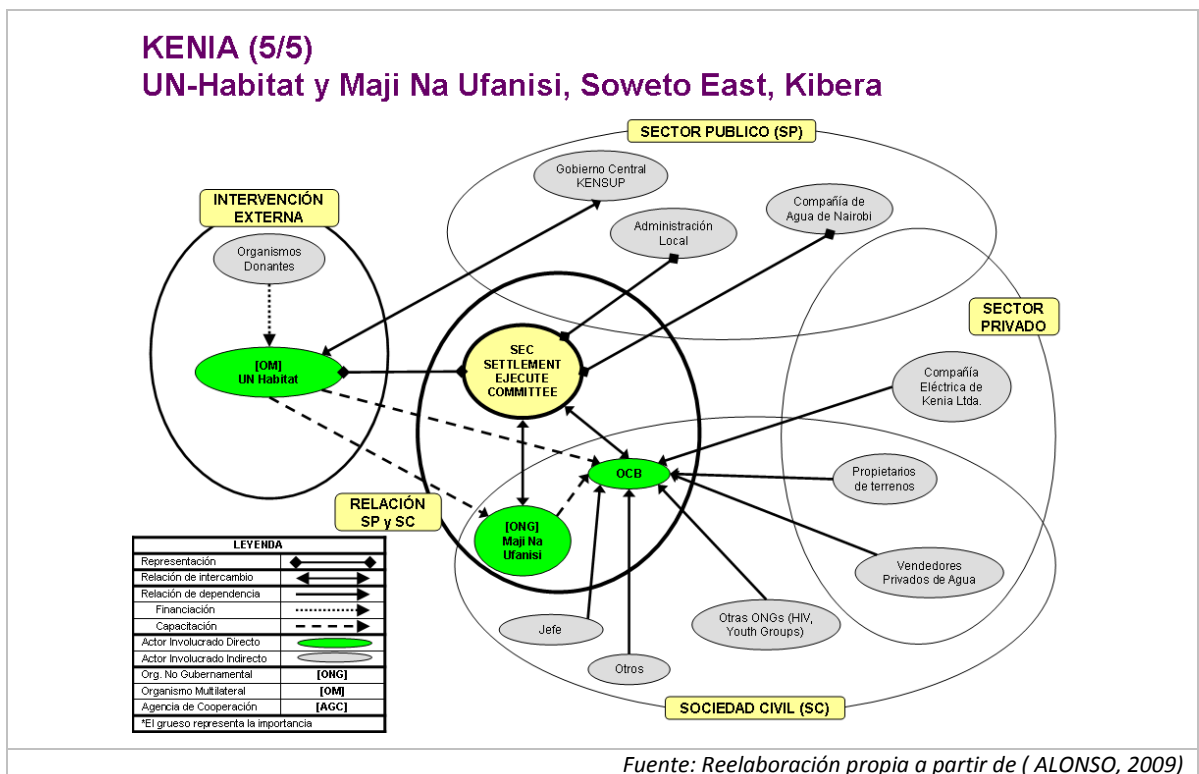 KENIA (5/5)
UN-Habitat y Maji Na Ufanisi, Soweto East, Kibera
SECTOR PUBLICO (SP)
Gobierno Central
KENSUP
Compañía de
Agua de Nairobi
INTERVENCIÓN
EXTERNA
Administración
Local
Organismos
Donantes
SECTOR
PRIVADO
SEC
SETTLEMENT
EJECUTE
COMMITTEE
[OM]
UN Habitat
Compañía
Eléctrica de
Kenia Ltda.
OCB
Propietarios
de terrenos
RELACIÓN
SP y SC
[ONG]
Maji Na
Ufanisi
Vendedores
Privados de Agua
Otras ONGs (HIV,
Youth Groups)
Jefe
Otros
SOCIEDAD CIVIL (SC)
LEYENDA
Representación
Relación de intercambio
Relación de dependencia
Financiación
Capacitación
Actor Involucrado Directo
Actor Involucrado Indirecto
Org. No Gubernamental [ONG]
Organismo Multilateral [OM]
Agencia de Cooperación [AGC]
*El grueso representa la importancia
Fuente: Reelaboración propia a partir de ( ALONSO, 2009)